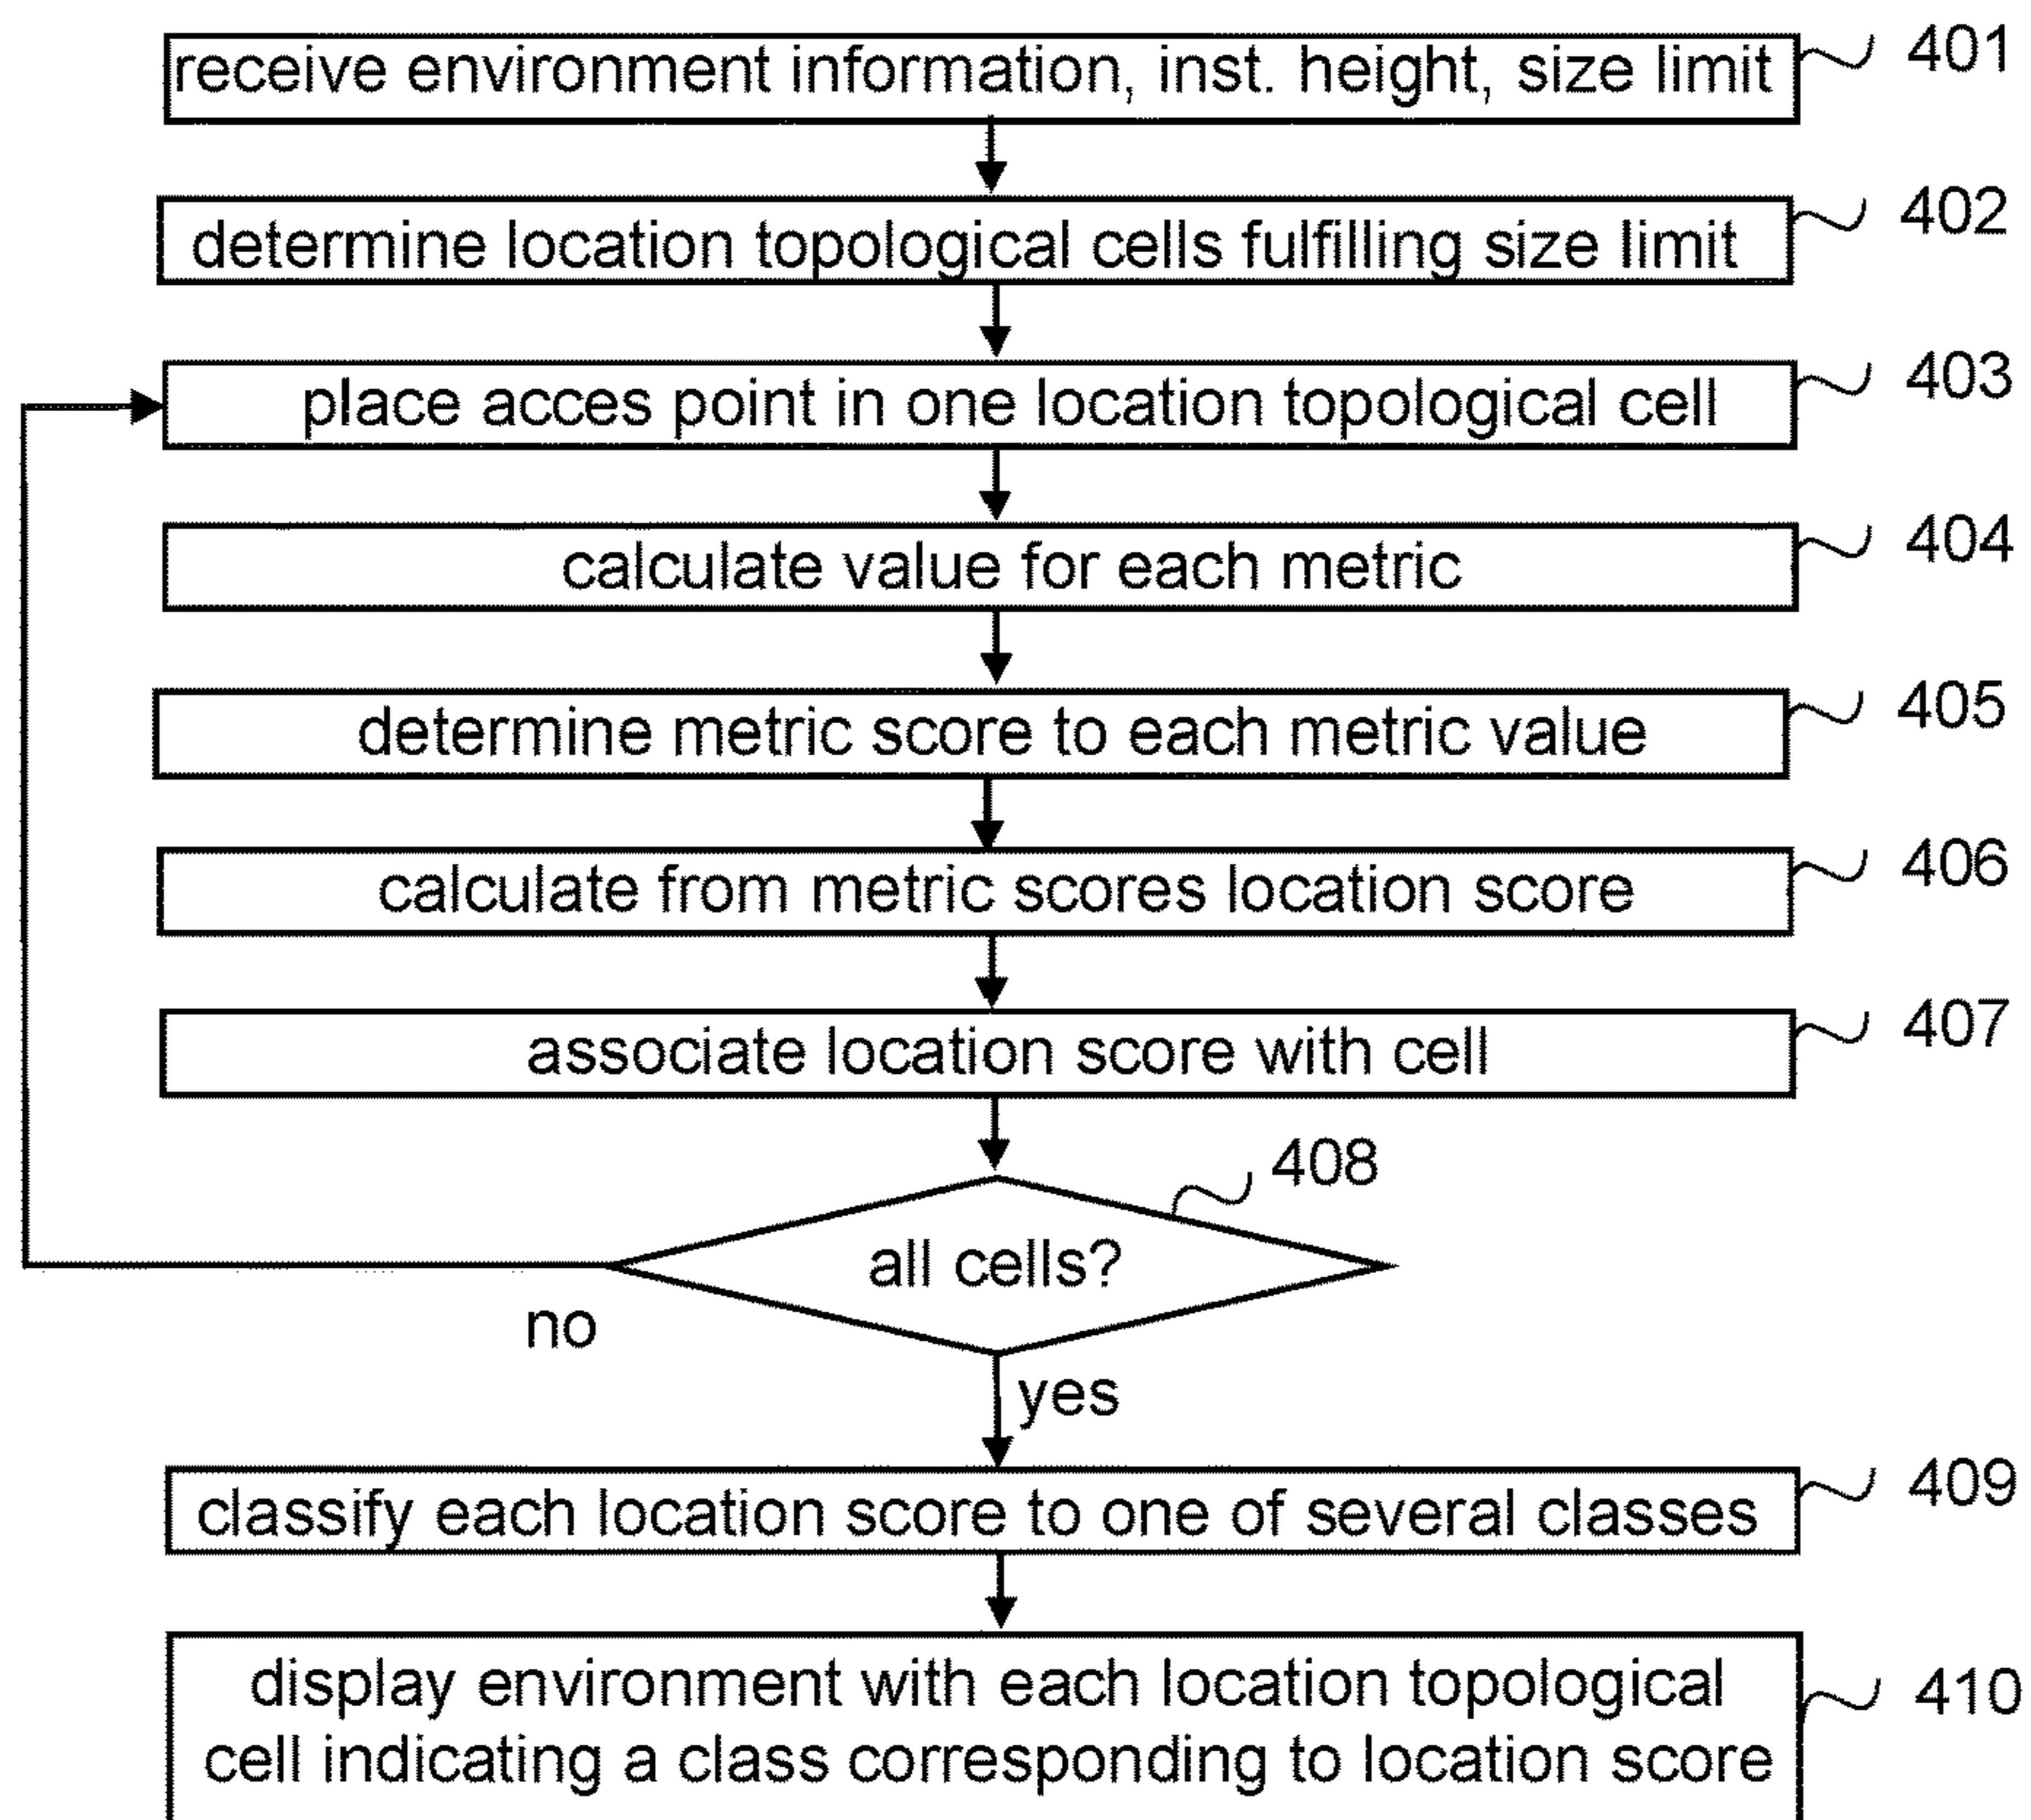 receive environment information, inst. height, size limit 401
determine location topological cells fulfilling size limit 402
place acces point in one location topological cell 403
calculate value for each metric 404
determine metric score to each metric value 405
calculate from metric scores location score 406
associate location score with cell 407
408
all cells?
no
yes
classify each location score to one of several classes 409
display environment with each location topological 410
cell indicating a class corresponding to location score